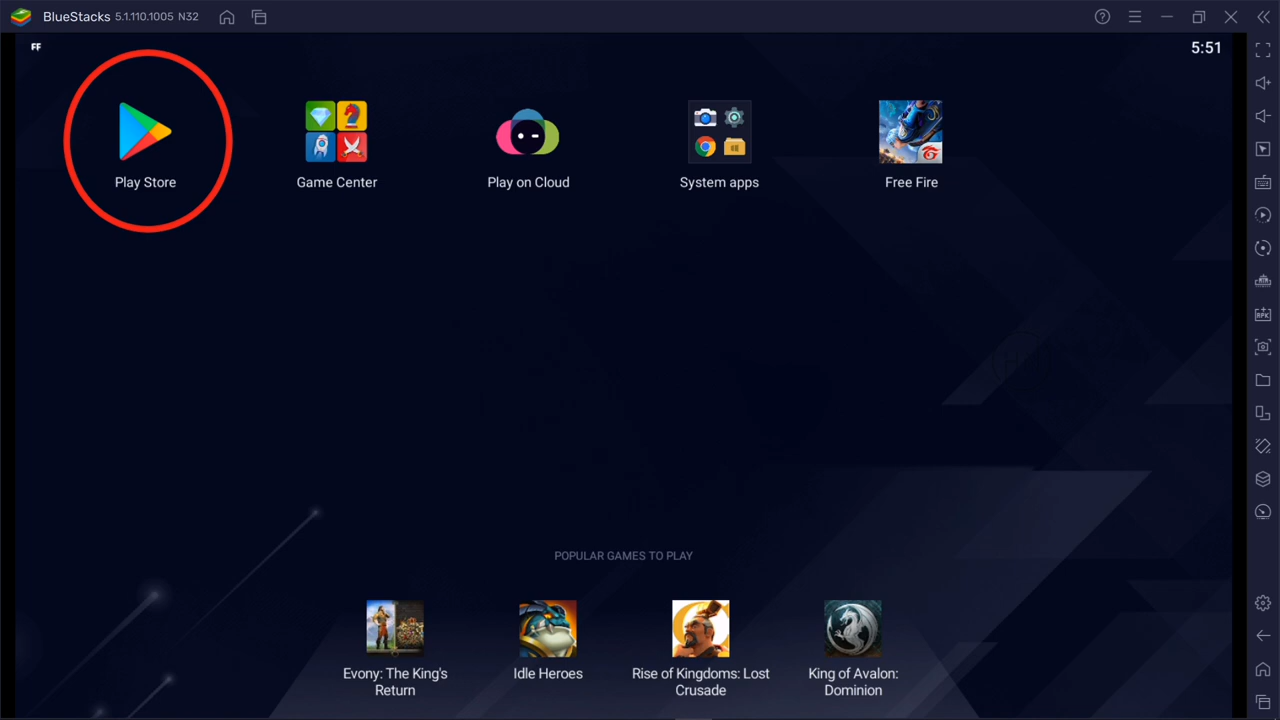 BlueStacks 5.1.110.1005 N32
FF
5:51
Play Store
Game Center
Play on Cloud
System apps
Free Fire
POPULAR GAMES TO PLAY
Evony: The King's
Return
Idle Heroes
Rise of Kingdoms: Lost
Crusade
King of Avalon:
Dominion